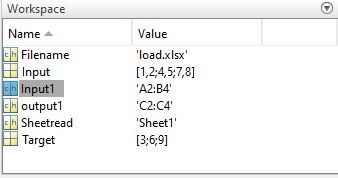 Workspace
Name Value
Filename 'load.xlsx'
Input [1,2;4,5;7,8]
Input1 'A2:B4'
output1 'C2:C4'
Sheetread 'Sheet1'
Target [3;6;9]